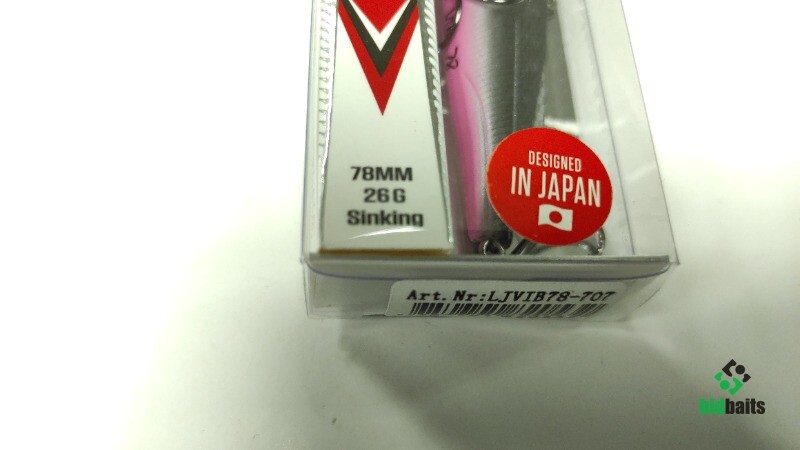 78MM
26G
Sinking
DESIGNED
IN JAPAN
Art.Nr:LJVIB78-707
bidbaits